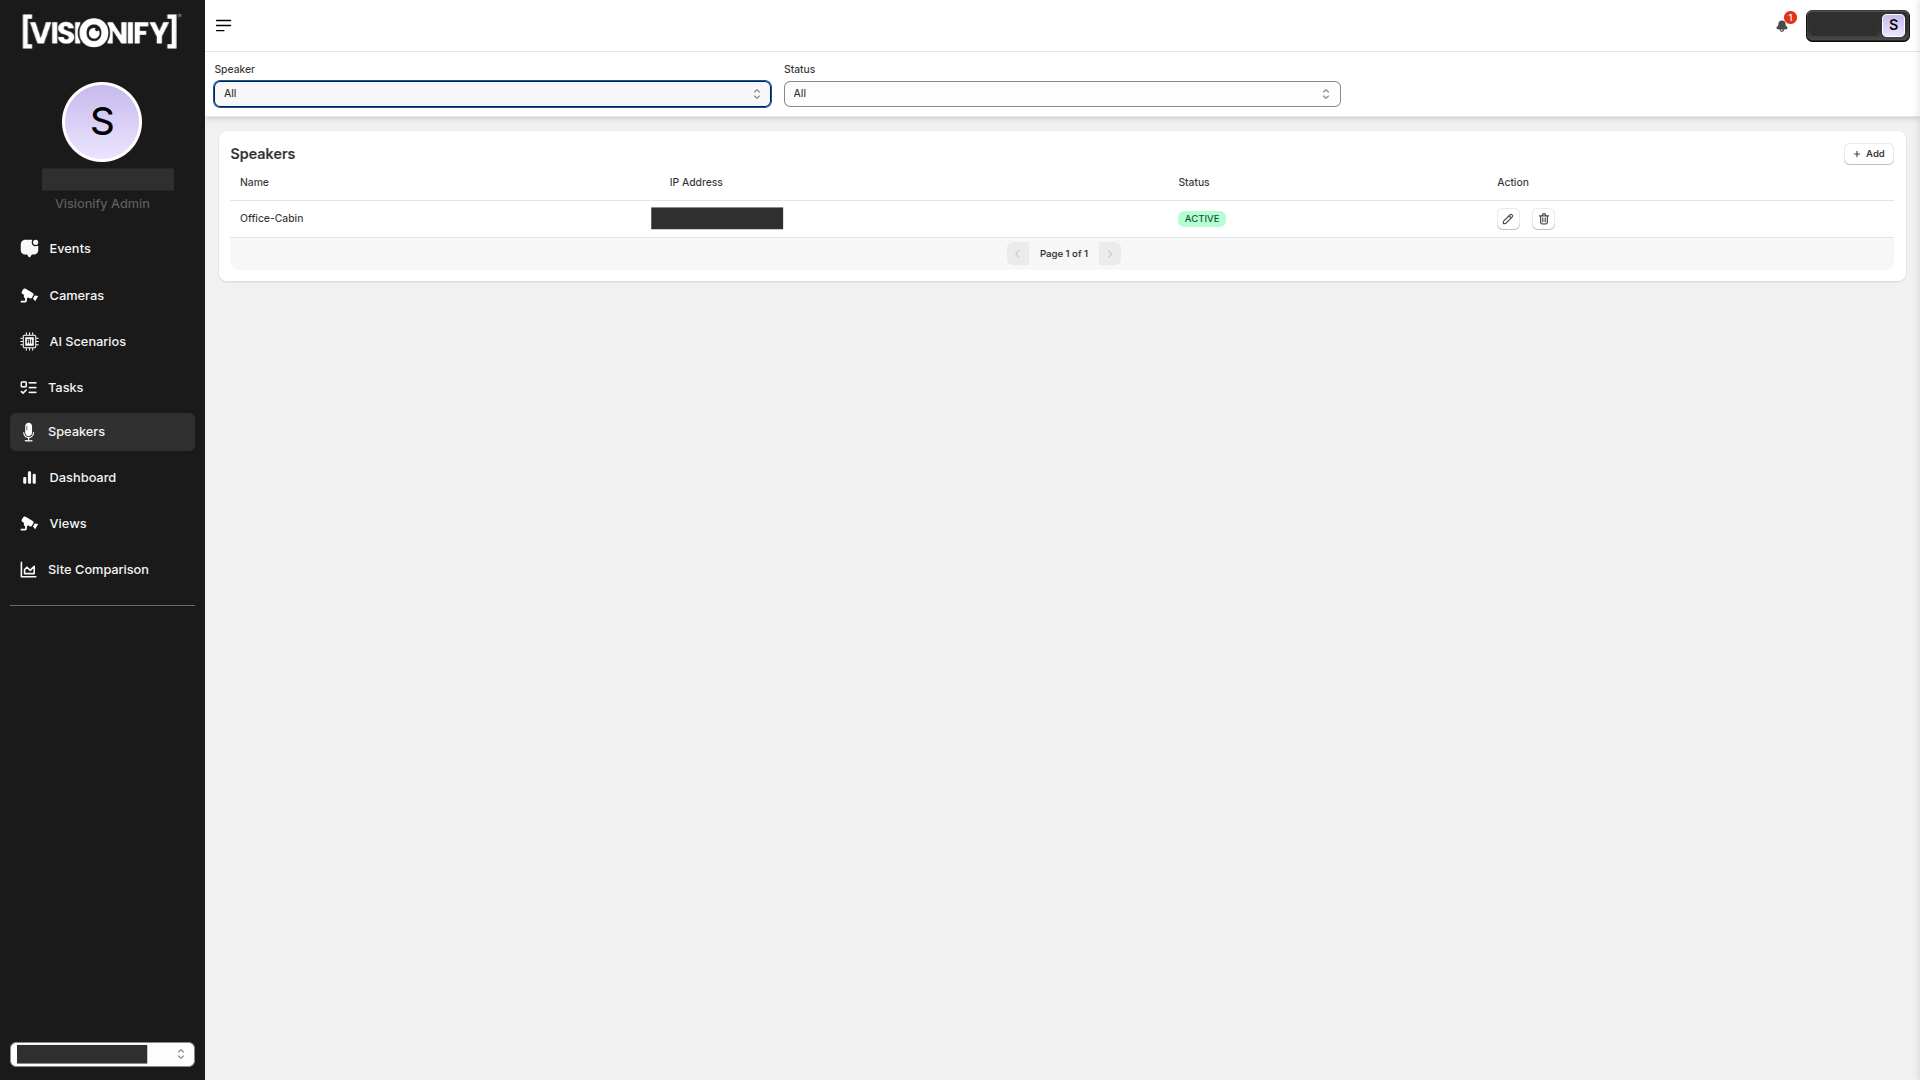 [VISIONIFY]
S
Visionify Admin
Events
Cameras
AI Scenarios
Tasks
Speakers
Dashboard
Views
Site Comparison
1
S
Speaker
Status
All
All
Speakers
+ Add
Name IP Address Status Action
Office-Cabin ACTIVE
Page 1 of 1